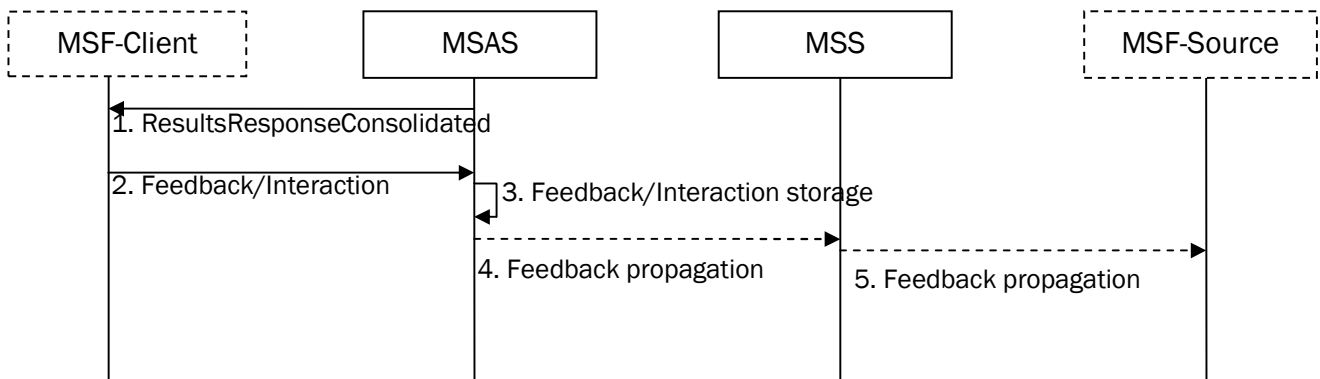 MSF-Client
MSAS
MSS
MSF-Source
1. ResultsResponseConsolidated
2. Feedback/Interaction
3. Feedback/Interaction storage
4. Feedback propagation
5. Feedback propagation